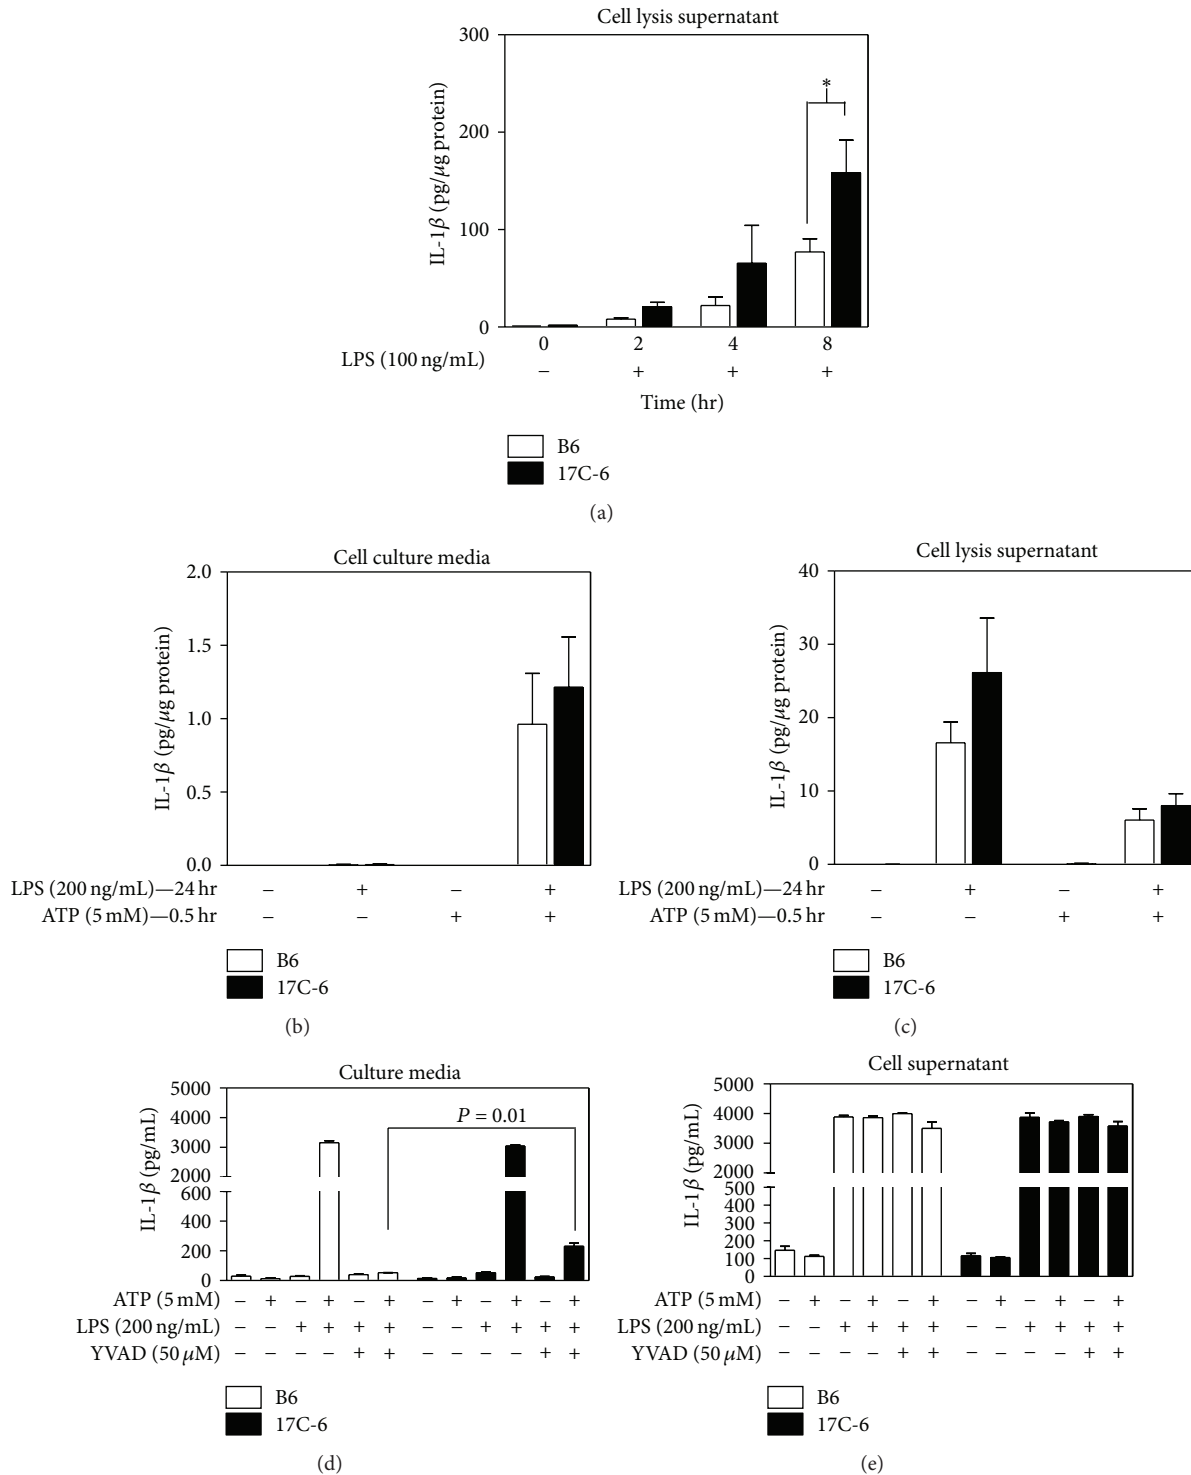 Cell lysis supernatant
IL-1β (pg/μg protein)
300
200
100
0
*
0 2 4 8
LPS (100 ng/mL) − + + +
Time (hr)
B6
17C-6
(a)
Cell culture media
IL-1β (pg/μg protein)
2.0
1.5
1.0
0.5
0.0
LPS (200 ng/mL)—24 hr − + − +
ATP (5 mM)—0.5 hr − − + +
B6
17C-6
(b)
Cell lysis supernatant
IL-1β (pg/μg protein)
40
30
20
10
0
LPS (200 ng/mL)—24 hr − + − +
ATP (5 mM)—0.5 hr − − + +
B6
17C-6
(c)
Culture media
IL-1β (pg/mL)
5000
4000
3000
2000
600
400
200
0
P = 0.01
ATP (5 mM) − + − + − + − + − + − +
LPS (200 ng/mL) − − + + + + − − + + + +
YVAD (50 μM) − − − − + + − − − − + +
B6
17C-6
(d)
Cell supernatant
IL-1β (pg/mL)
5000
4000
3000
2000
500
400
300
200
100
0
ATP (5 mM) − + − + − + − + − + − +
LPS (200 ng/mL) − − + + + + − − + + + +
YVAD (50 μM) − − − − + + − − − − + +
B6
17C-6
(e)